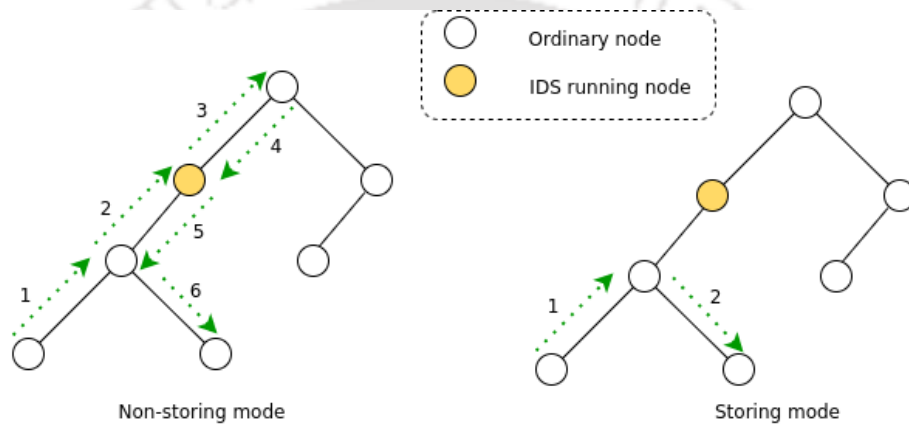 Ordinary node
IDS running node
3
4
2
5
1
6
1
2
Non-storing mode
Storing mode